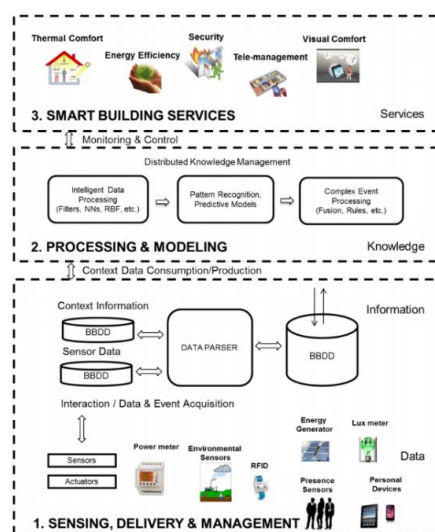 Thermal Comfort
Energy Efficiency
Security
Tele-management
Visual Comfort
3. SMART BUILDING SERVICES
Services
Monitoring & Control
Distributed Knowledge Management
Intelligent Data
Processing
(Filters, NNs, RBF, etc.)
Pattern Recognition,
Predictive Models
Complex Event
Processing
(Fusion, Rules, etc.)
2. PROCESSING & MODELING
Knowledge
Context Data Consumption/Production
Context Information
Information
BBDD
Sensor Data
BBDD
DATA PARSER
BBDD
Interaction / Data & Event Acquisition
Sensors
Actuators
Power meter
Environmental
Sensors
RFID
Energy
Generator
Lux meter
Data
Presence
Sensors
Personal
Devices
1. SENSING, DELIVERY & MANAGEMENT